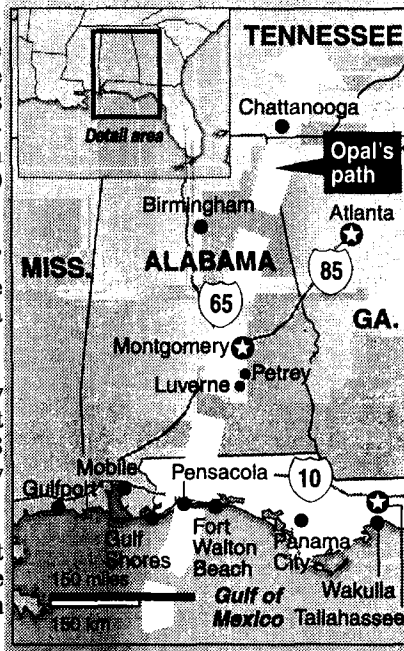 TENNESSEE
Detail area
Chattanooga
Opal's
path
Birmingham
Atlanta
MISS.
ALABAMA
85
65
GA.
Montgomery
Petrey
Luverne
Mobile
Pensacola
10
Gulfport
Gulf
Shores
Fort
Walton
Beach
Panama
City
Wakulla
150 miles
Gulf of
Mexico
Tallahassee
150 km